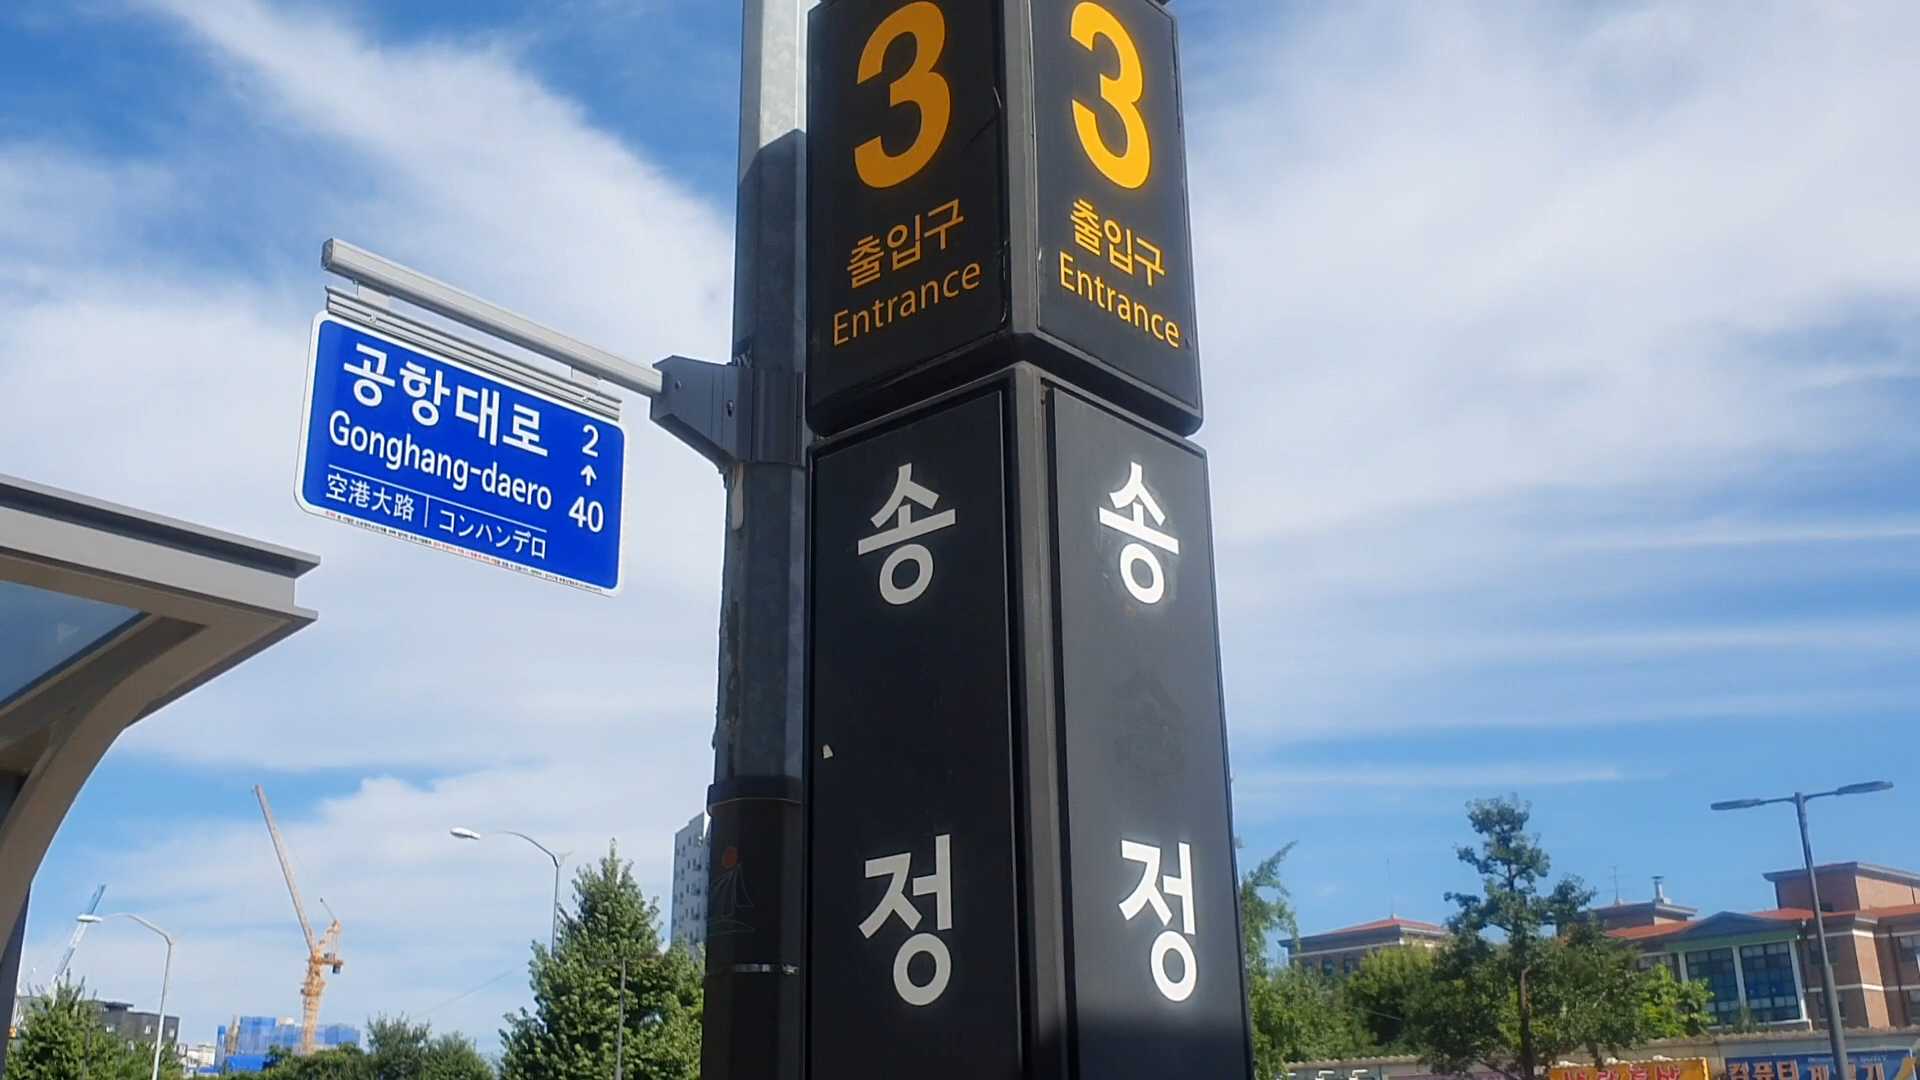 공항대로
Gonghang-daero
空港大路 | コンハンデロ
2
↑
40
3
출입구
Entrance
송
정
3
출입구
Entrance
송
정